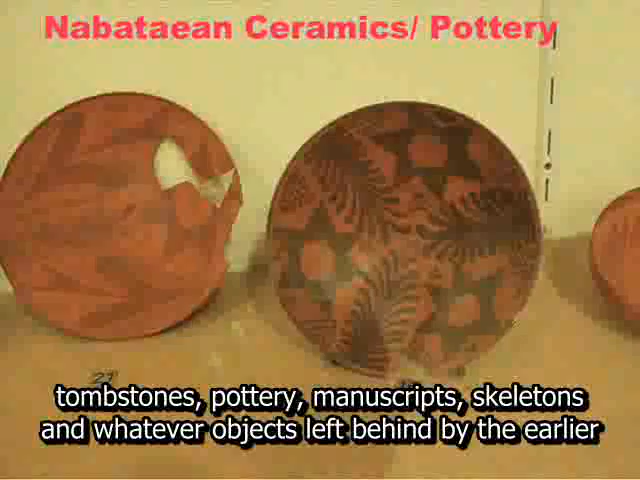 Nabataean Ceramics/ Pottery
tombstones, pottery, manuscripts, skeletons
and whatever objects left behind by the earlier